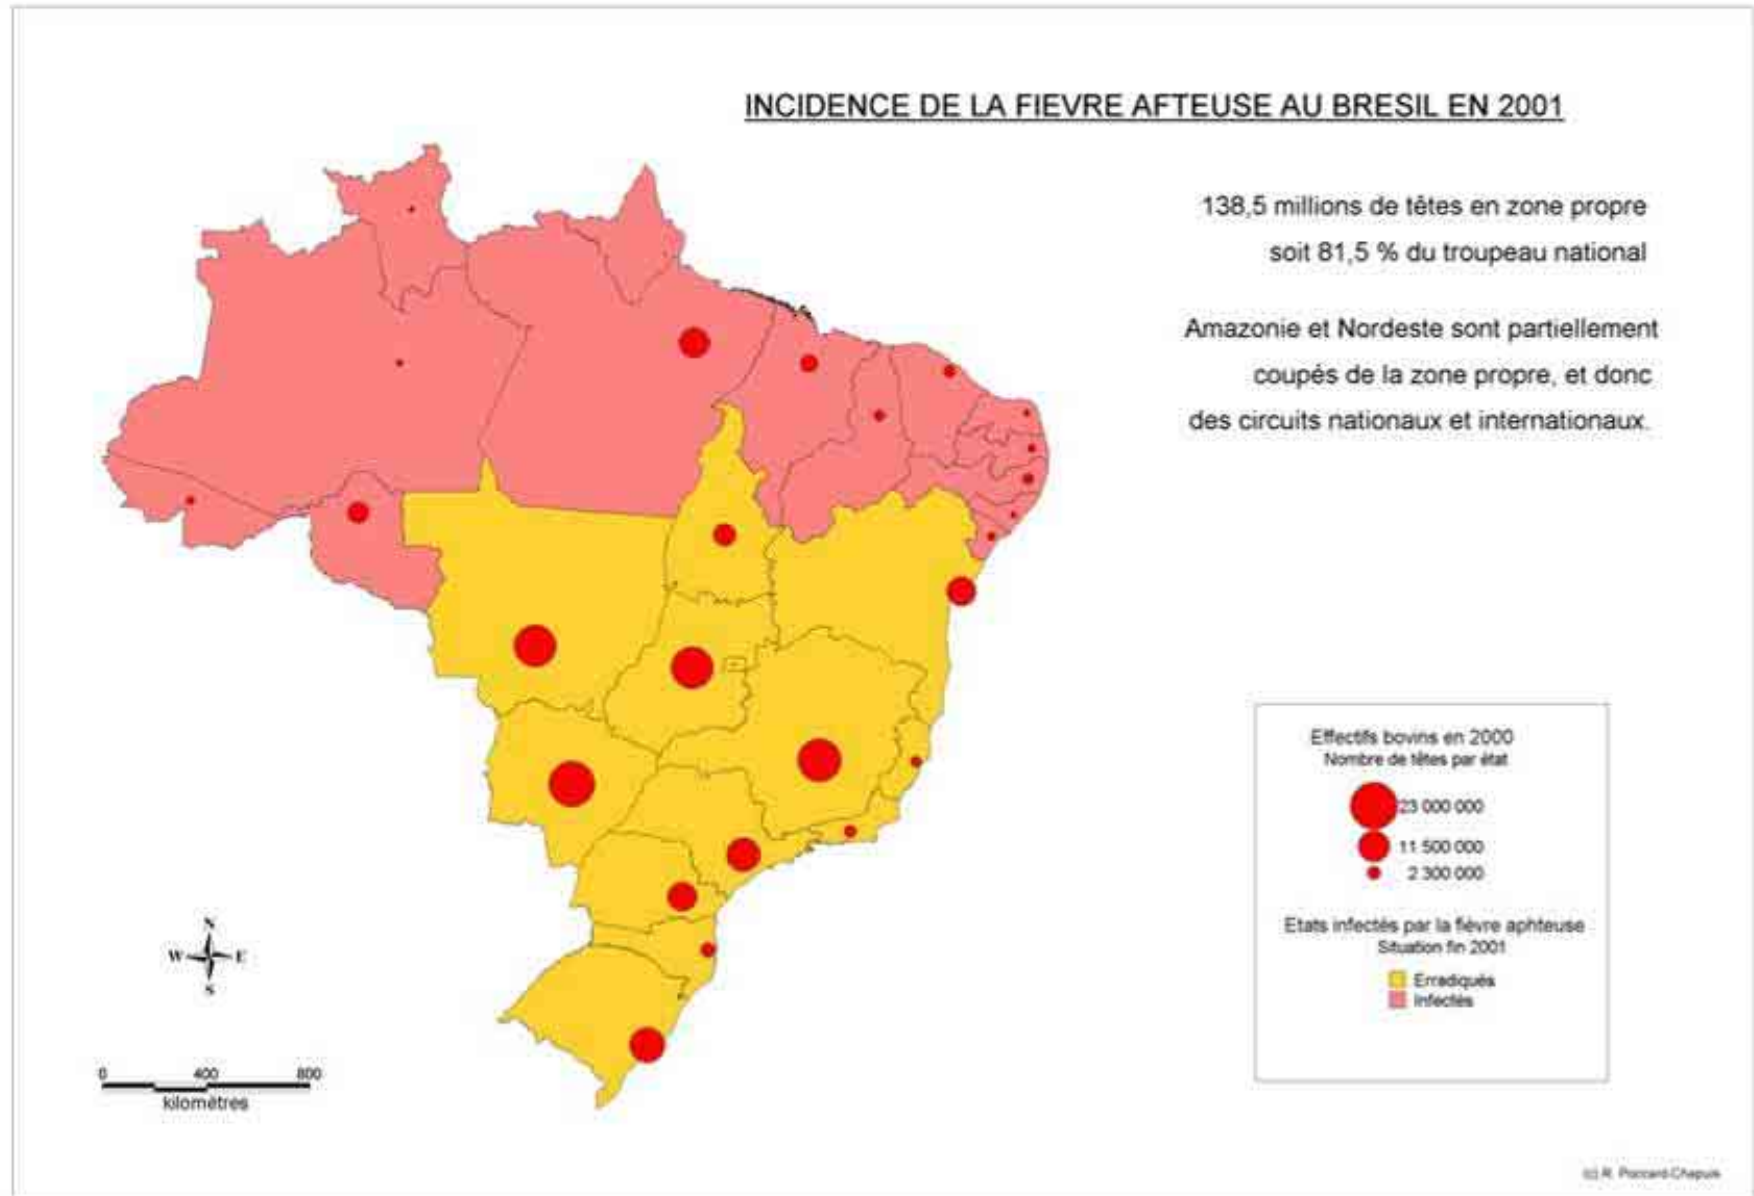 INCIDENCE DE LA FIEVRE AFTEUSE AU BRESIL EN 2001
138,5 millions de têtes en zone propre
soit 81,5 % du troupeau national
Amazonie et Nordeste sont partiellement
coupés de la zone propre, et donc
des circuits nationaux et internationaux.
Effectifs bovins en 2000
Nombre de têtes par état
23 000 000
11 500 000
2 300 000
Etats infectés par la fièvre aphteuse
Situation fin 2001
Erradiqués
Infectés
N
W E
S
0 400 800
kilomètres
(c) R. Poccard-Chapuis